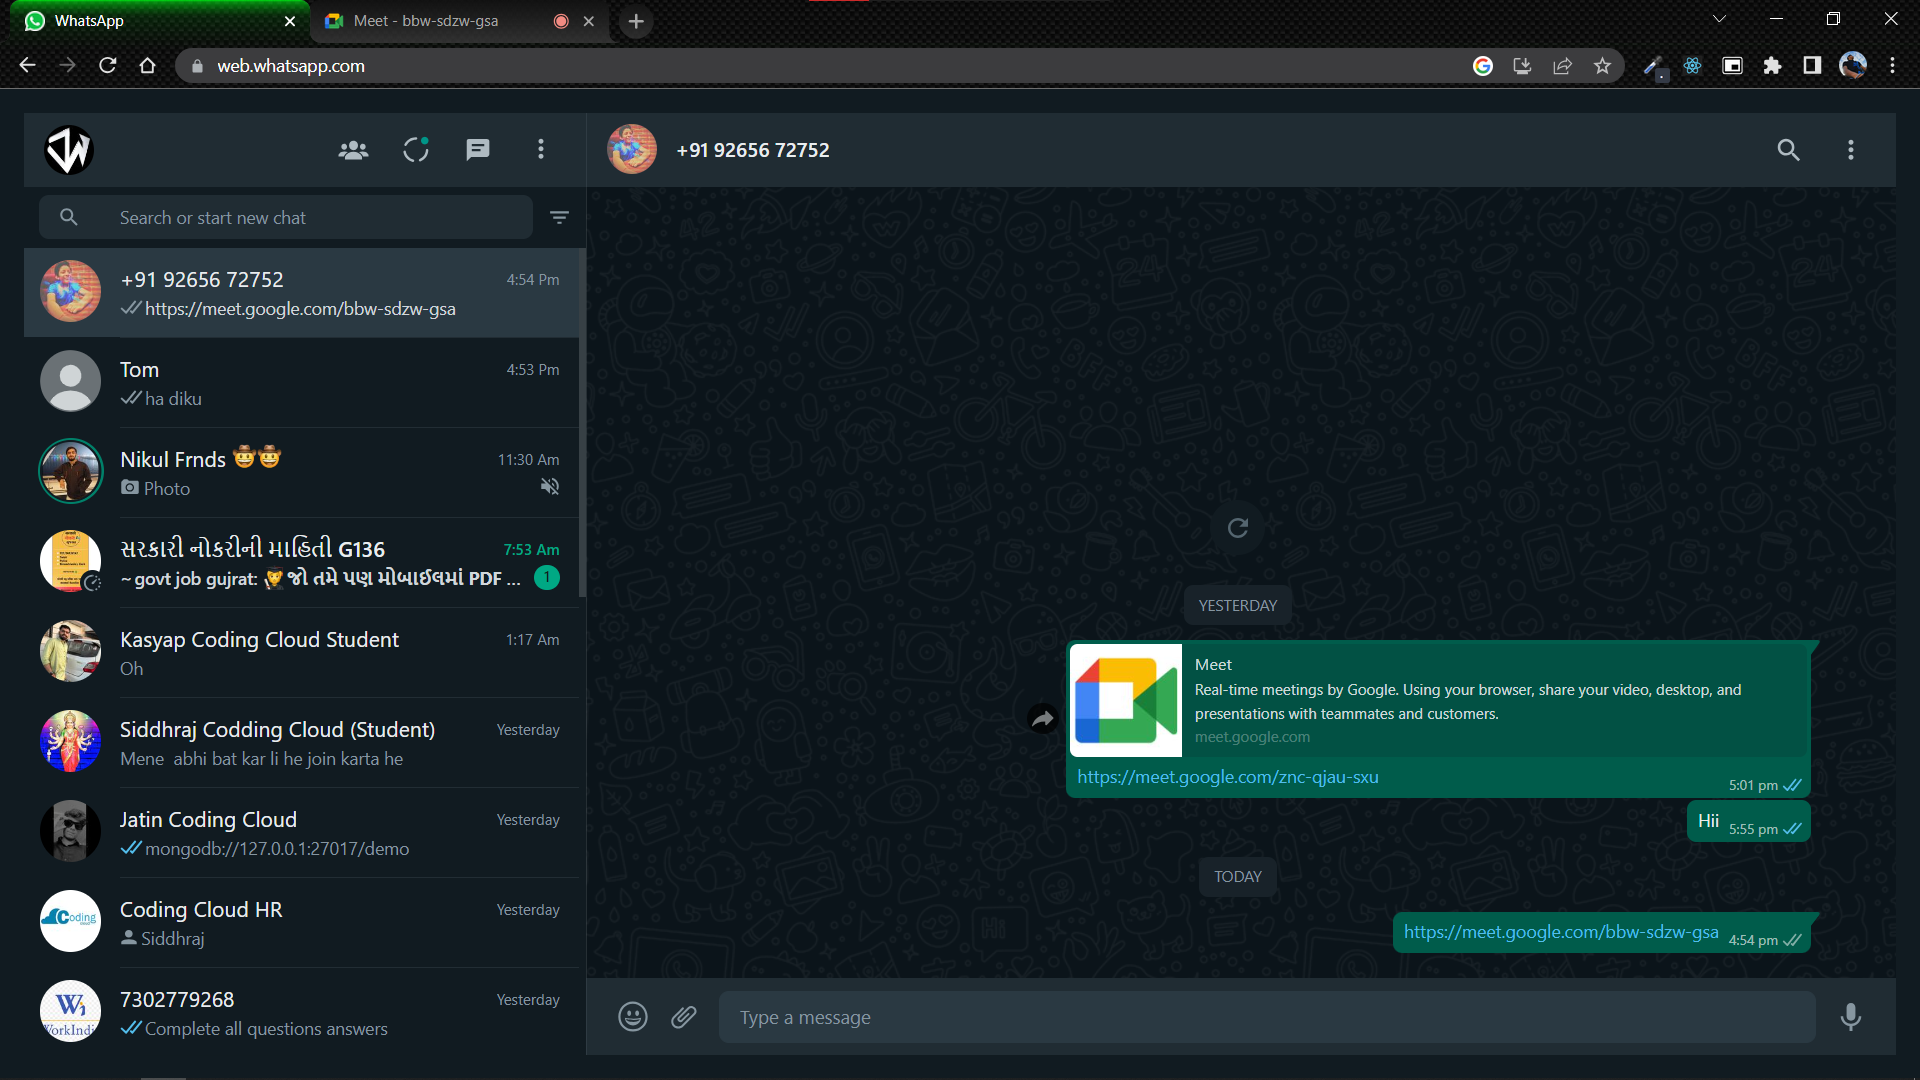 WhatsApp
Meet - bbw-sdzw-gsa
web.whatsapp.com
+91 92656 72752
Search or start new chat
+91 92656 72752
4:54 Pm
https://meet.google.com/bbw-sdzw-gsa
Tom
4:53 Pm
ha diku
Nikul Frnds 🤠🤠
11:30 Am
Photo
સરકારી નોકરીની માહિતી G136
7:53 Am
~ govt job gujrat: 👨‍🎓જો તમે પણ મોબાઈલમાં PDF ...
1
Kasyap Coding Cloud Student
1:17 Am
Oh
Siddhraj Codding Cloud (Student)
Yesterday
Mene abhi bat kar li he join karta he
Jatin Coding Cloud
Yesterday
mongodb://127.0.0.1:27017/demo
Coding Cloud HR
Yesterday
Siddhraj
Coding
7302779268
Yesterday
Complete all questions answers
WorkIndi
YESTERDAY
Meet
Real-time meetings by Google. Using your browser, share your video, desktop, and
presentations with teammates and customers.
meet.google.com
https://meet.google.com/znc-qjau-sxu
5:01 pm
Hii
5:55 pm
TODAY
https://meet.google.com/bbw-sdzw-gsa
4:54 pm
Type a message